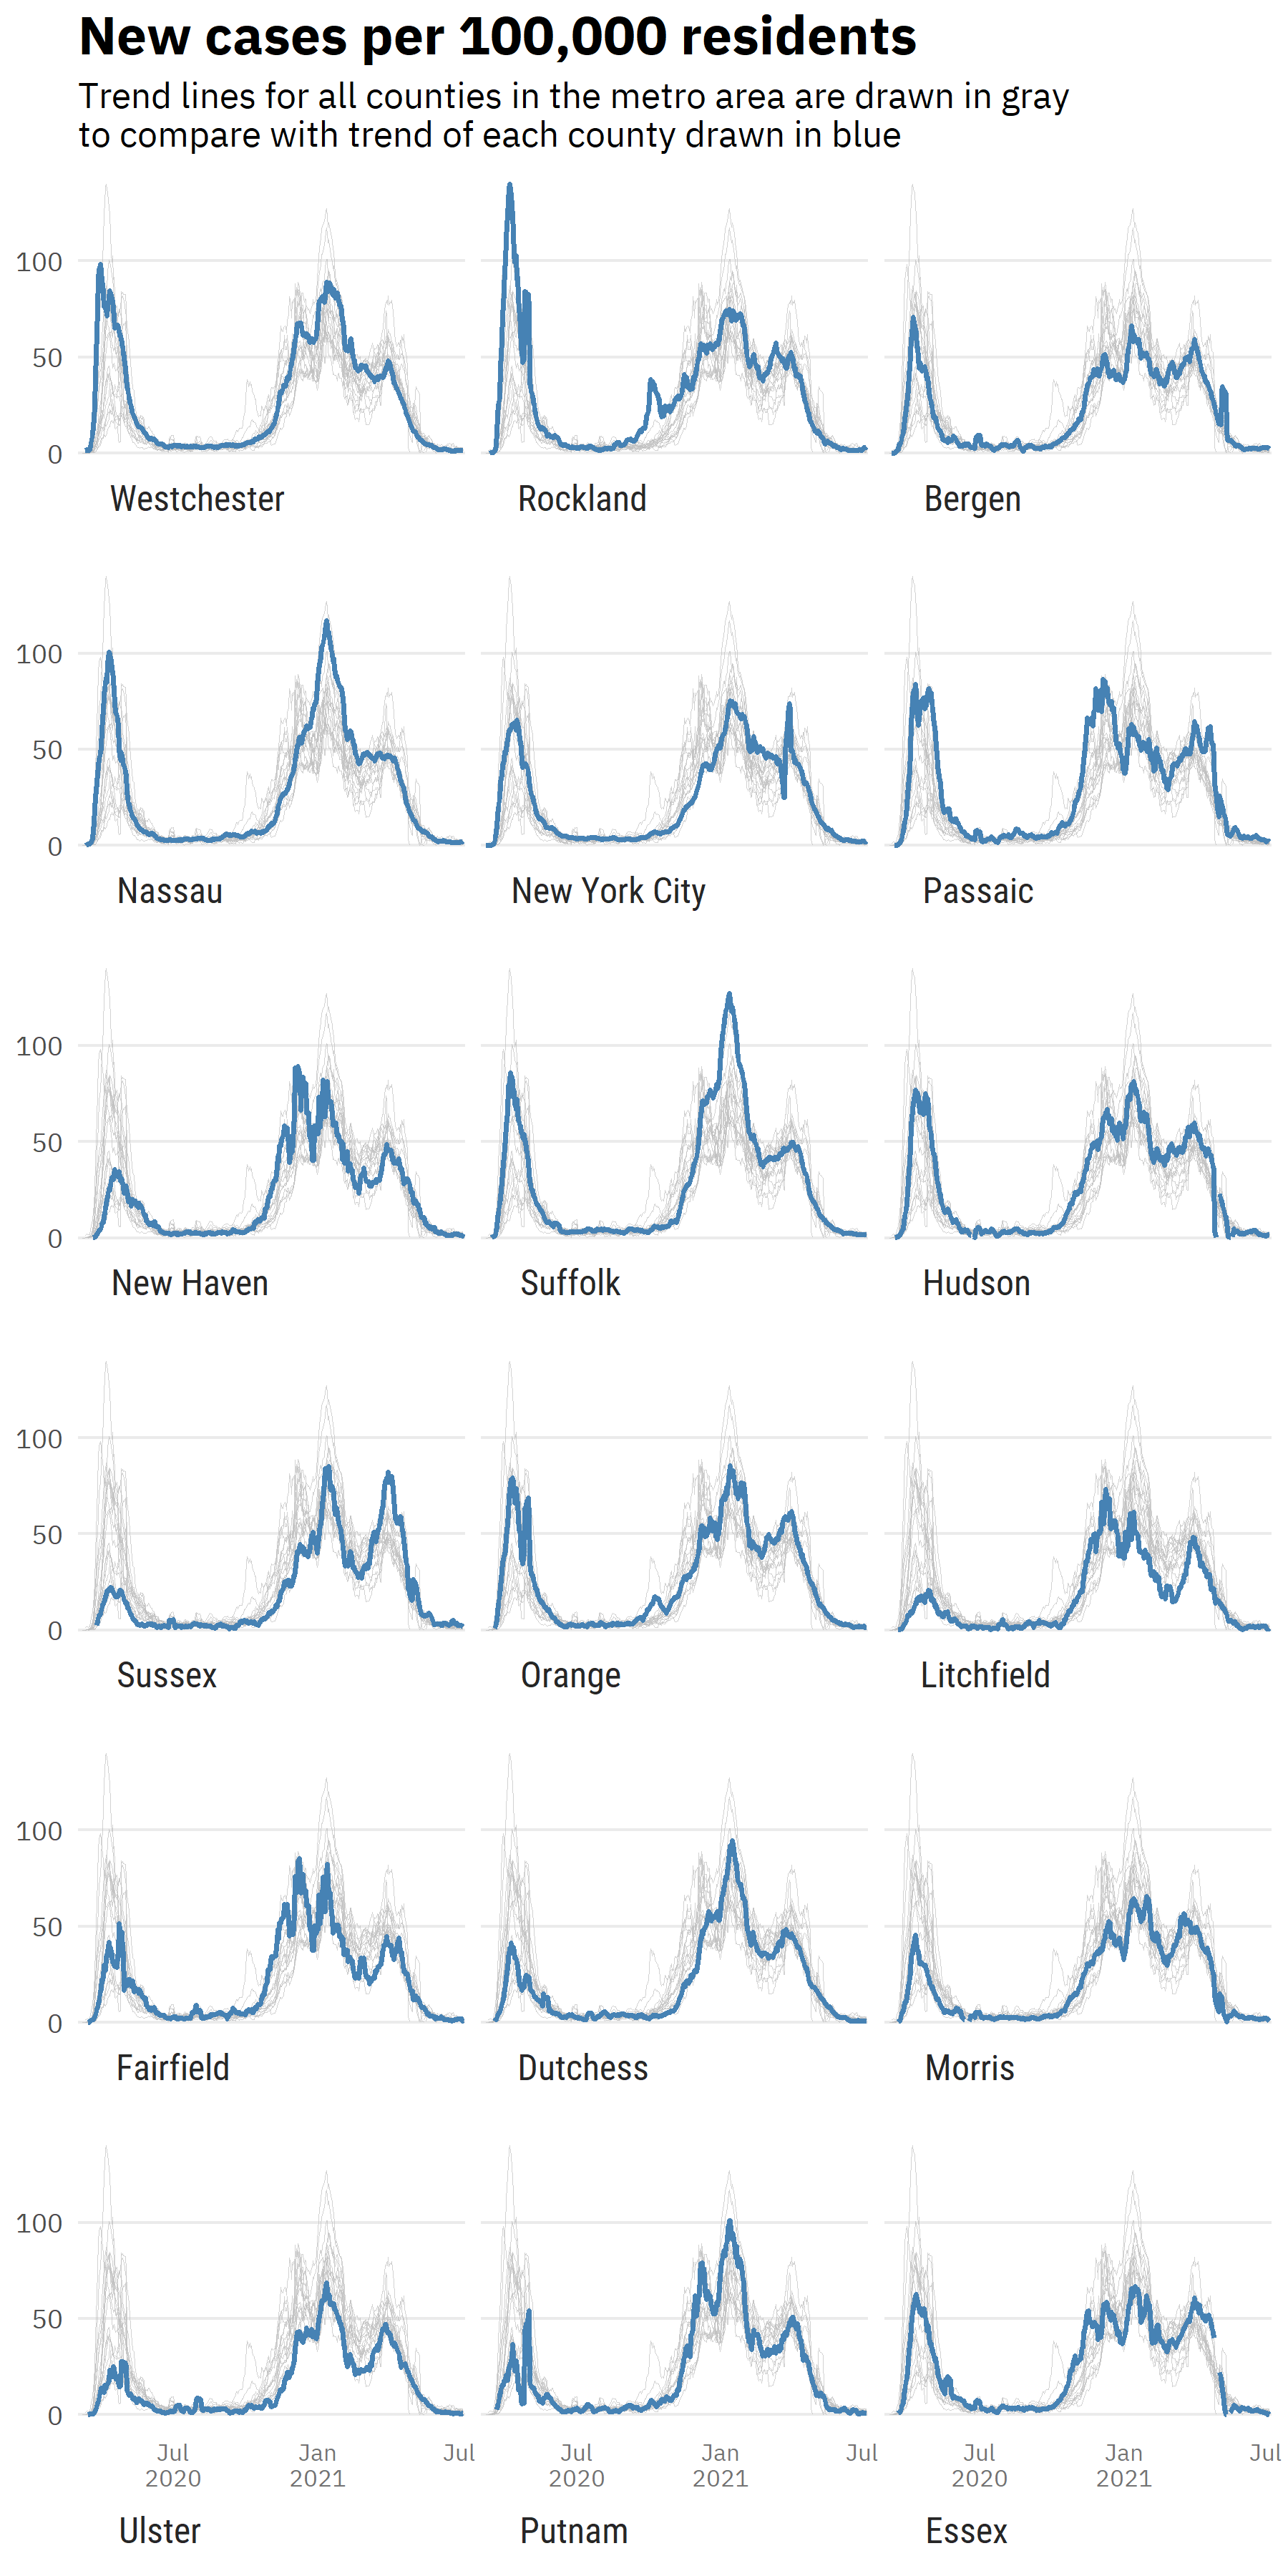 New cases per 100,000 residents
Trend lines for all counties in the metro area are drawn in gray
to compare with trend of each county drawn in blue
100
50
0
Westchester
Rockland
Bergen
100
50
0
Nassau
New York City
Passaic
100
50
0
New Haven
Suffolk
Hudson
100
50
0
Sussex
Orange
Litchfield
100
50
0
Fairfield
Dutchess
Morris
100
50
0
Jul
2020
Jan
2021
Jul
Jul
2020
Jan
2021
Jul
Jul
2020
Jan
2021
Jul
Ulster
Putnam
Essex